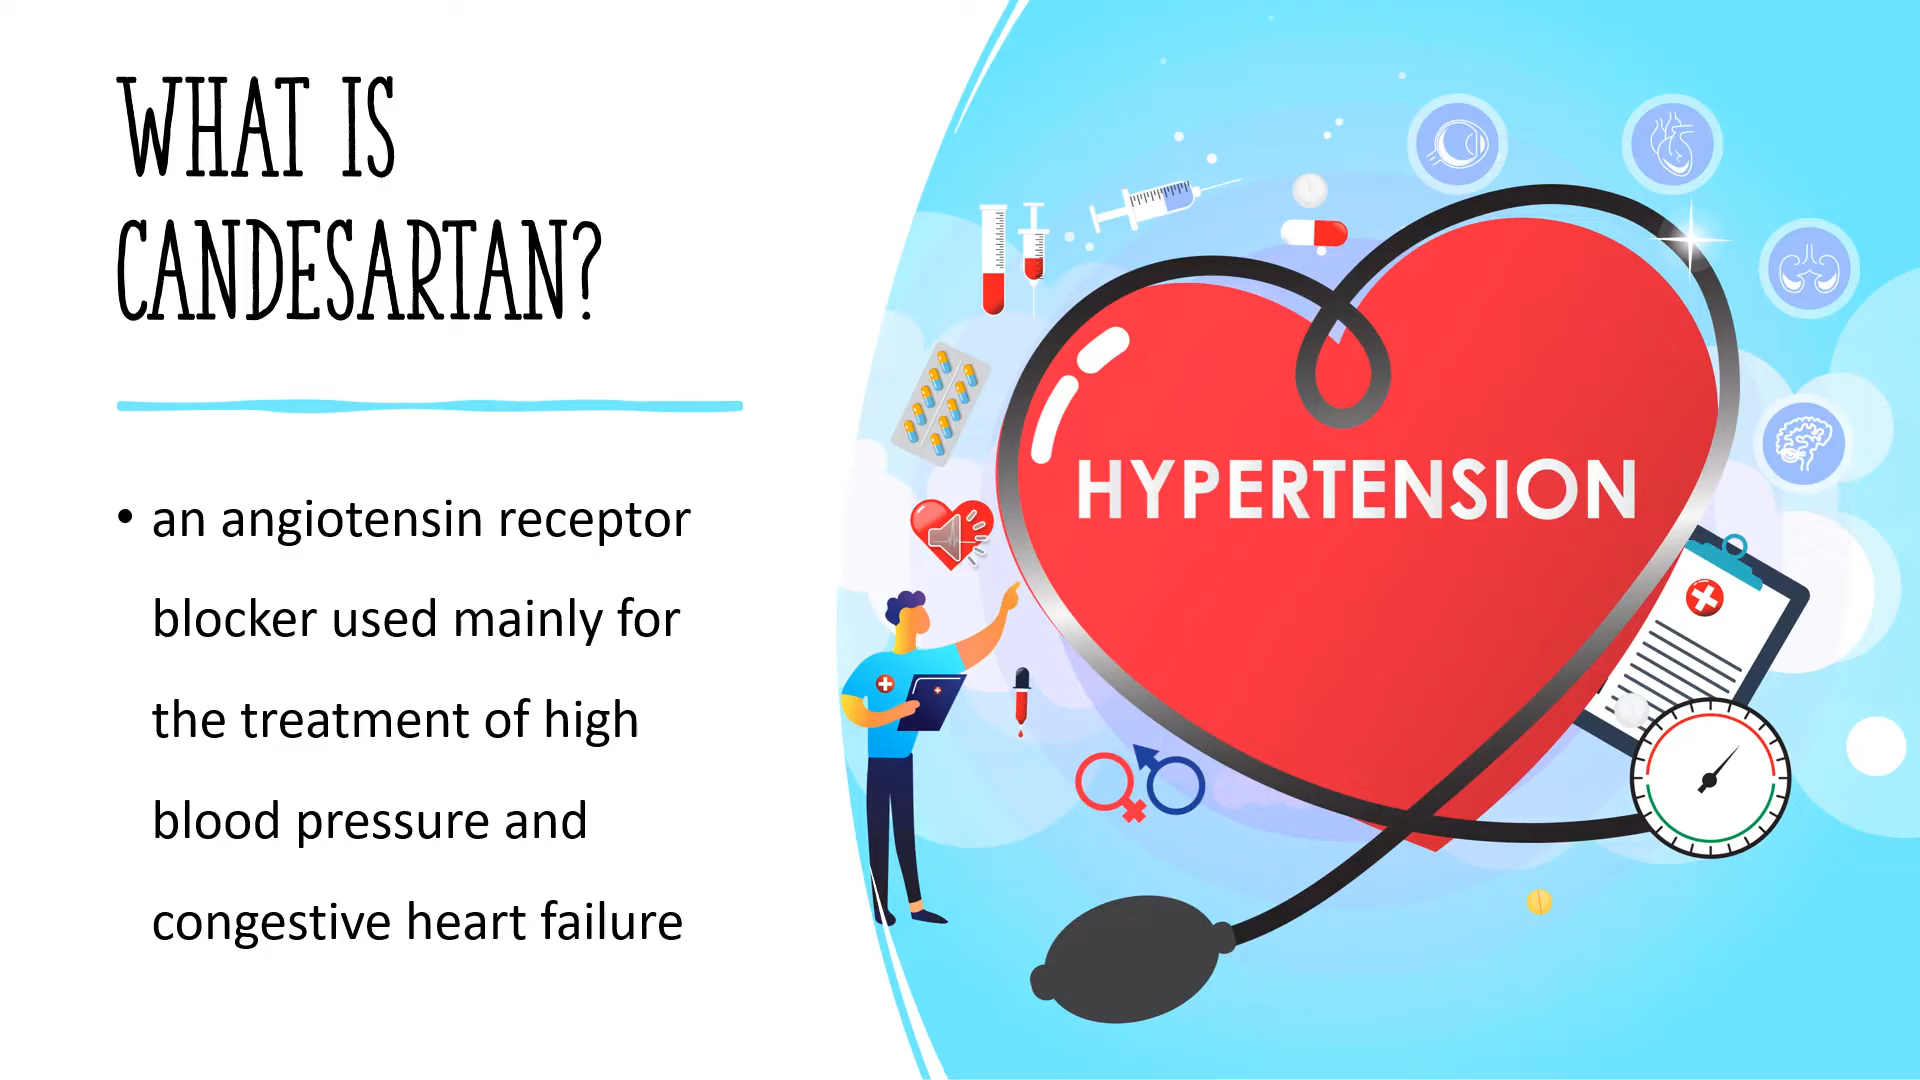 WHAT IS
CANDESARTAN?
• an angiotensin receptor
blocker used mainly for
the treatment of high
blood pressure and
congestive heart failure
HYPERTENSION